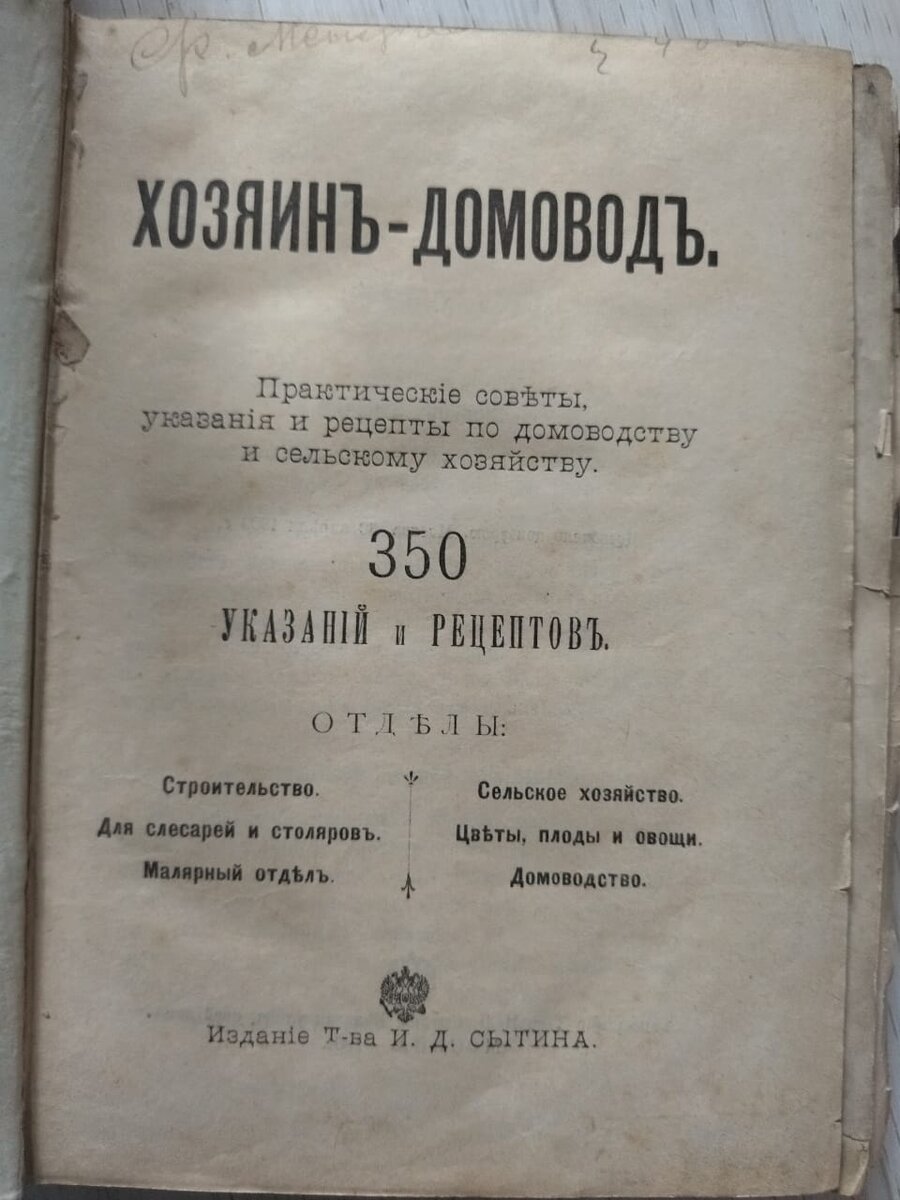 ХОЗЯИНЪ-ДОМОВОДЪ.
Практическіе совѣты,
указанія и рецепты по домоводству
и сельскому хозяйству.
350
УКАЗАНІЙ и РЕЦЕПТОВЪ.
ОТДѢЛЫ:
Строительство.
Для слесарей и столяровъ.
Малярный отдѣлъ.
Сельское хозяйство.
Цвѣты, плоды и овощи.
Домоводство.
Изданіе Т-ва И. Д. СЫТИНА.